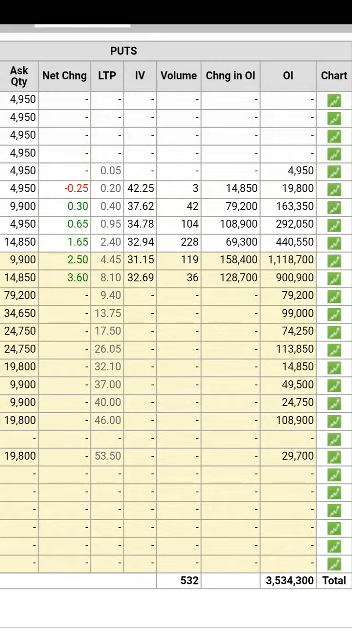 PUTS
Ask Qty Net Chng LTP IV Volume Chng in OI OI Chart
4,950 - - - - - -
4,950 - - - - - -
4,950 - - - - - -
4,950 - - - - - -
4,950 - 0.05 - - - 4,950
4,950 -0.25 0.20 42.25 3 14,850 19,800
9,900 0.30 0.40 37.62 42 79,200 163,350
4,950 0.65 0.95 34.78 104 108,900 292,050
14,850 1.65 2.40 32.94 228 69,300 440,550
9,900 2.50 4.45 31.15 119 158,400 1,118,700
14,850 3.60 8.10 32.69 36 128,700 900,900
79,200 - 9.40 - - - 79,200
34,650 - 13.75 - - - 99,000
24,750 - 17.50 - - - 74,250
24,750 - 26.05 - - - 113,850
19,800 - 32.10 - - - 14,850
9,900 - 37.00 - - - 49,500
9,900 - 40.00 - - - 24,750
19,800 - 46.00 - - - 108,900
- - - - - - -
19,800 - 53.50 - - - 29,700
- - - - - - -
- - - - - - -
- - - - - - -
- - - - - - -
- - - - - - -
- - - - - - -
532 3,534,300 Total